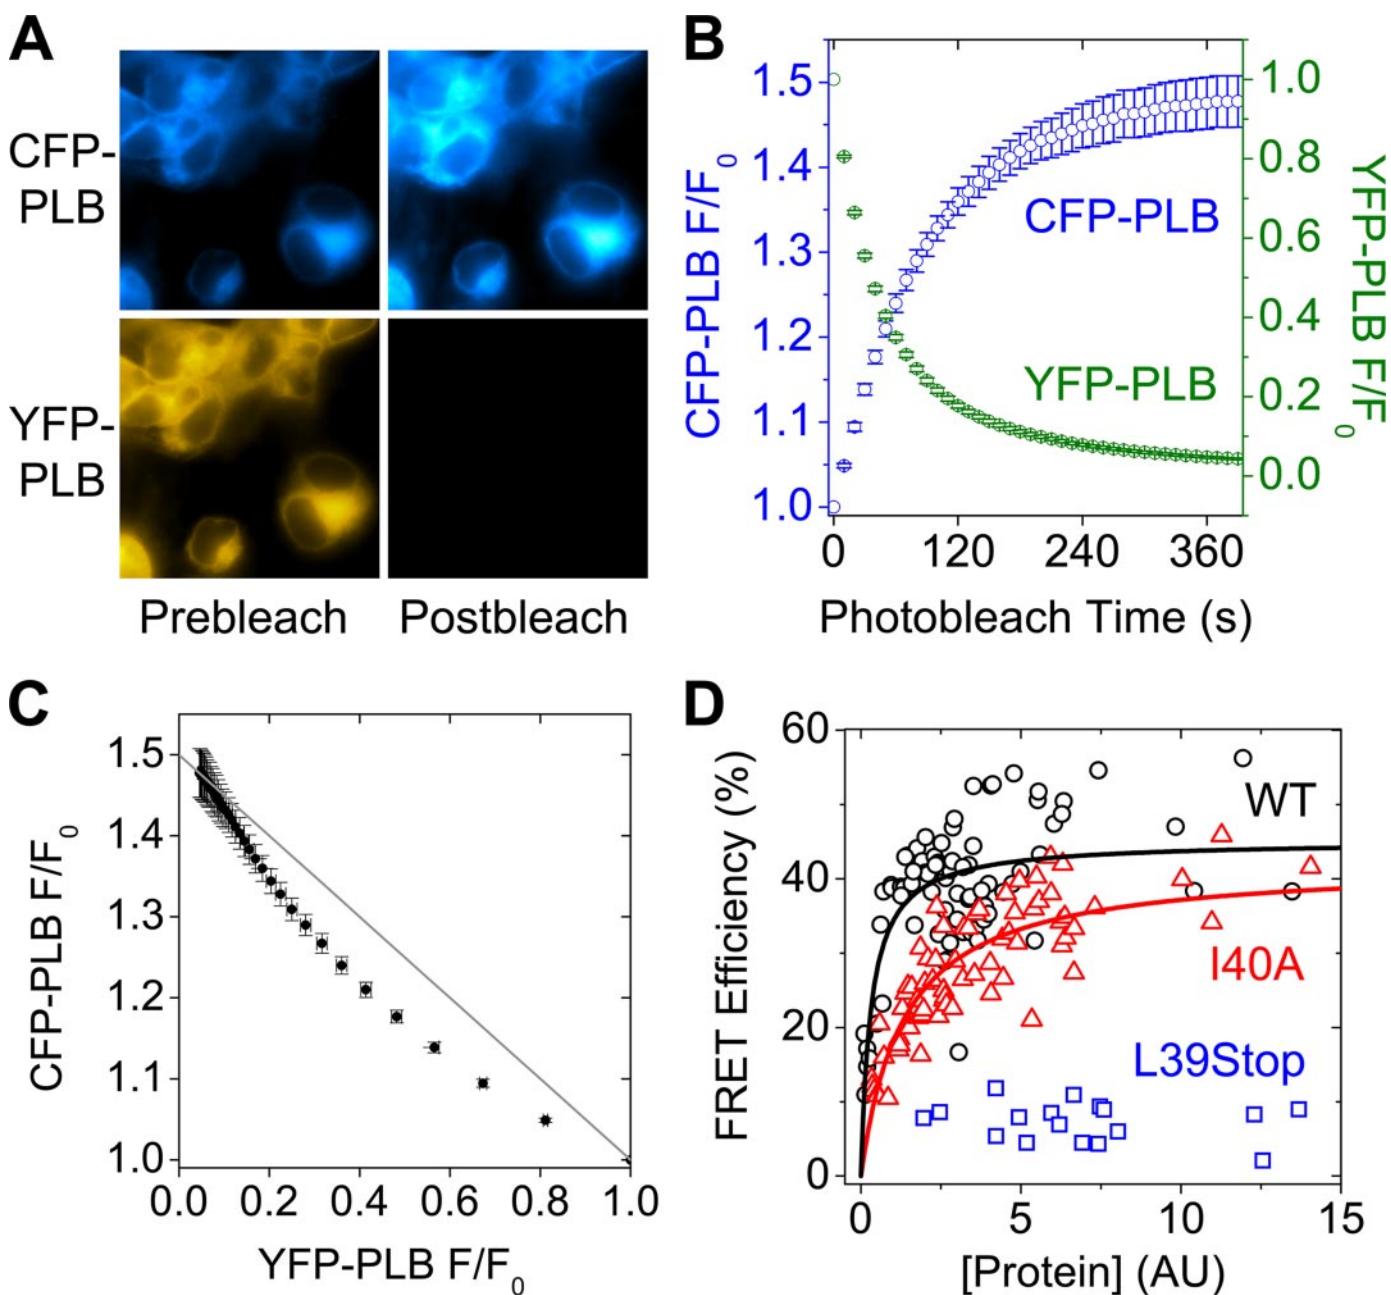 A
CFP-
PLB
YFP-
PLB
Prebleach
Postbleach
B
CFP-PLB F/F0
1.5
1.4
1.3
1.2
1.1
1.0
CFP-PLB
YFP-PLB
1.0
0.8
0.6
0.4
0.2
0.0
YFP-PLB F/F0
0
120
240
360
Photobleach Time (s)
C
CFP-PLB F/F0
1.5
1.4
1.3
1.2
1.1
1.0
0.0
0.2
0.4
0.6
0.8
1.0
YFP-PLB F/F0
D
FRET Efficiency (%)
60
40
20
0
WT
I40A
L39Stop
0
5
10
15
[Protein] (AU)